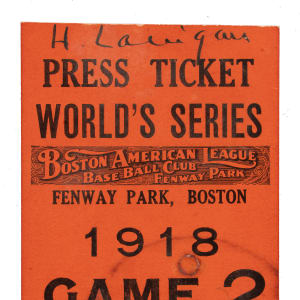 H. Lanigan
PRESS TICKET
WORLD'S SERIES
BOSTON AMERICAN LEAGUE
BASE BALL CLUB
FENWAY PARK
FENWAY PARK, BOSTON
1918
GAME 2